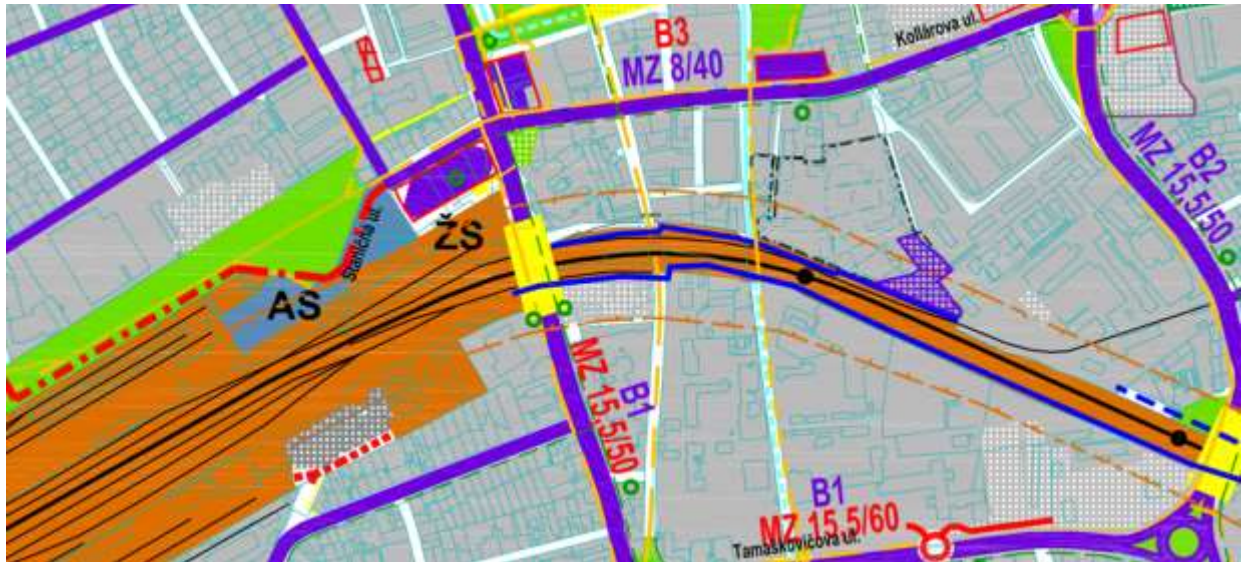 Kollárova ul.
B3
MZ 8/40
B2
MZ 15,5/50
Staničná ul.
ŽS
AS
B1
MZ 15,5/50
B1
MZ 15,5/60
Tamaškovičova ul.